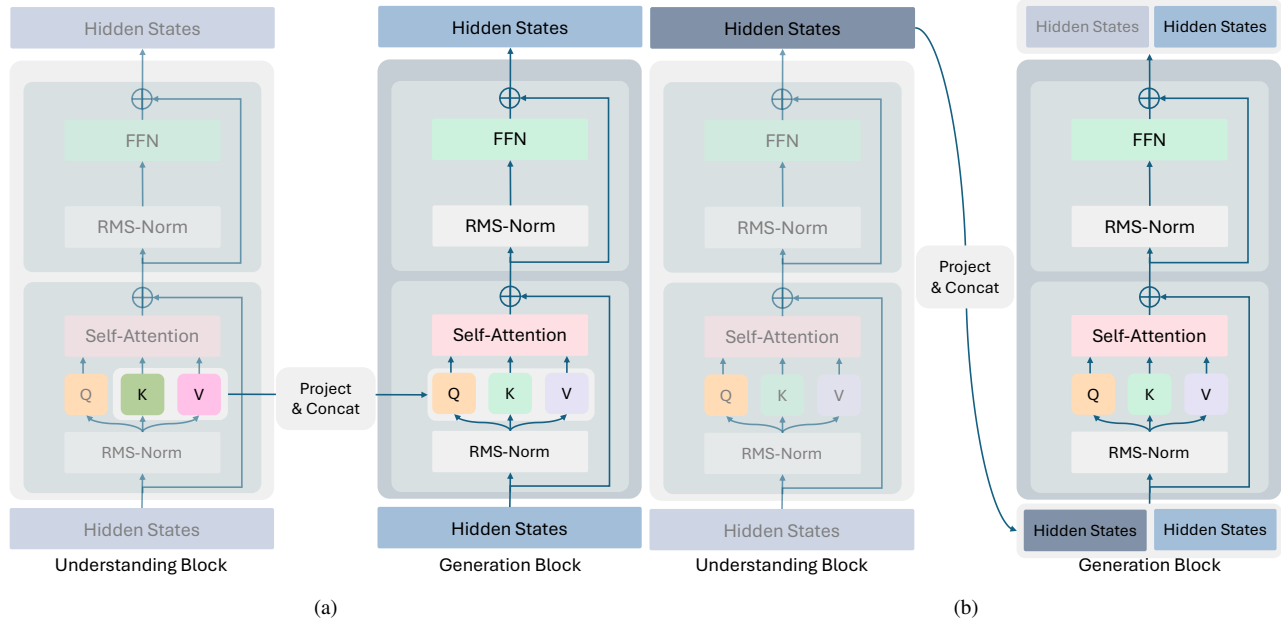 Hidden States
FFN
RMS-Norm
Self-Attention
Q
K
V
RMS-Norm
Hidden States
Understanding Block
Project
& Concat
Hidden States
FFN
RMS-Norm
Self-Attention
Q
K
V
RMS-Norm
Hidden States
Generation Block
(a)
Hidden States
FFN
RMS-Norm
Self-Attention
Q
K
V
RMS-Norm
Hidden States
Understanding Block
Project
& Concat
Hidden States
Hidden States
FFN
RMS-Norm
Self-Attention
Q
K
V
RMS-Norm
Hidden States
Hidden States
Generation Block
(b)